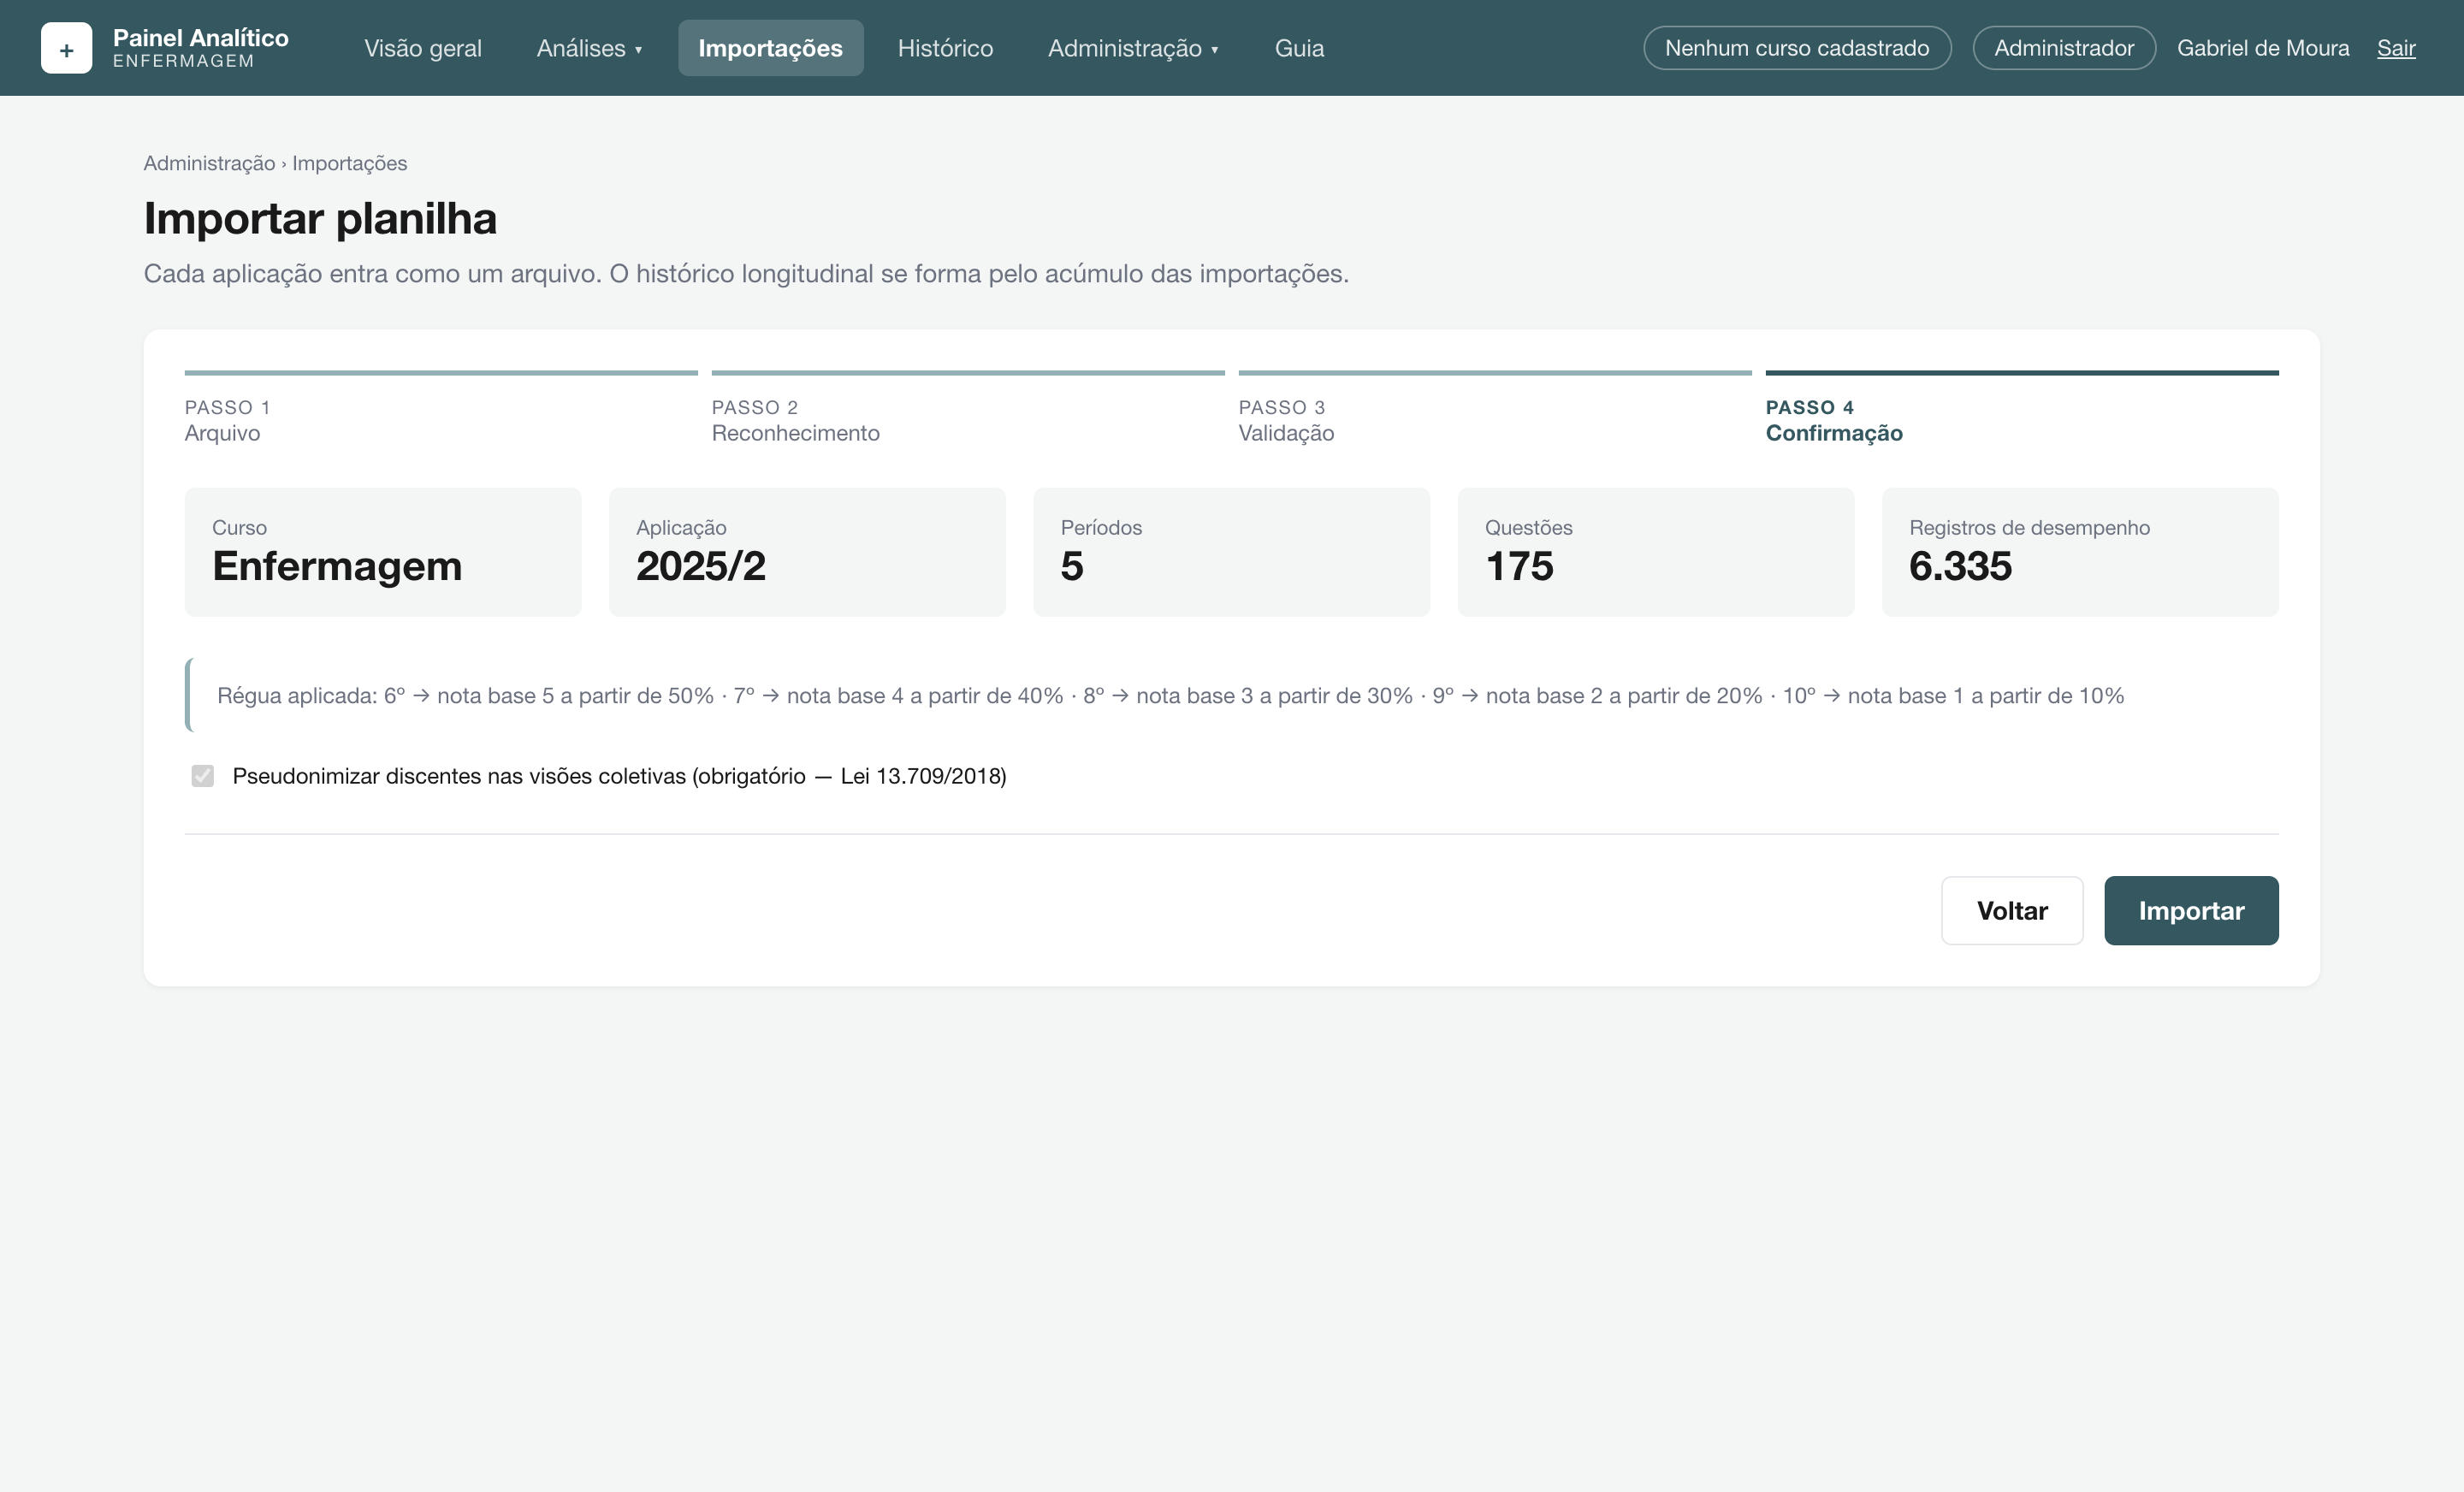 +
Painel Analítico
ENFERMAGEM
Visão geral
Análises ▾
Importações
Histórico
Administração ▾
Guia
Nenhum curso cadastrado
Administrador
Gabriel de Moura
Sair
Administração › Importações
Importar planilha
Cada aplicação entra como um arquivo. O histórico longitudinal se forma pelo acúmulo das importações.
PASSO 1
Arquivo
PASSO 2
Reconhecimento
PASSO 3
Validação
PASSO 4
Confirmação
Curso
Enfermagem
Aplicação
2025/2
Períodos
5
Questões
175
Registros de desempenho
6.335
Régua aplicada: 6º → nota base 5 a partir de 50% · 7º → nota base 4 a partir de 40% · 8º → nota base 3 a partir de 30% · 9º → nota base 2 a partir de 20% · 10º → nota base 1 a partir de 10%
Pseudonimizar discentes nas visões coletivas (obrigatório — Lei 13.709/2018)
Voltar
Importar